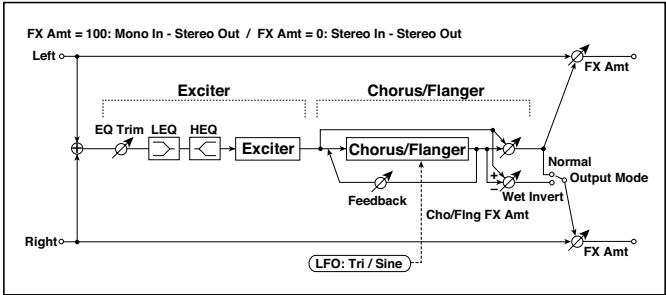 FX Amt = 100: Mono In - Stereo Out / FX Amt = 0: Stereo In - Stereo Out
Left
FX Amt
Exciter
Chorus/Flanger
EQ Trim
LEQ
HEQ
Exciter
Chorus/Flanger
Normal
Output Mode
+
–
Wet Invert
Feedback
Cho/Flng FX Amt
Right
FX Amt
LFO: Tri / Sine